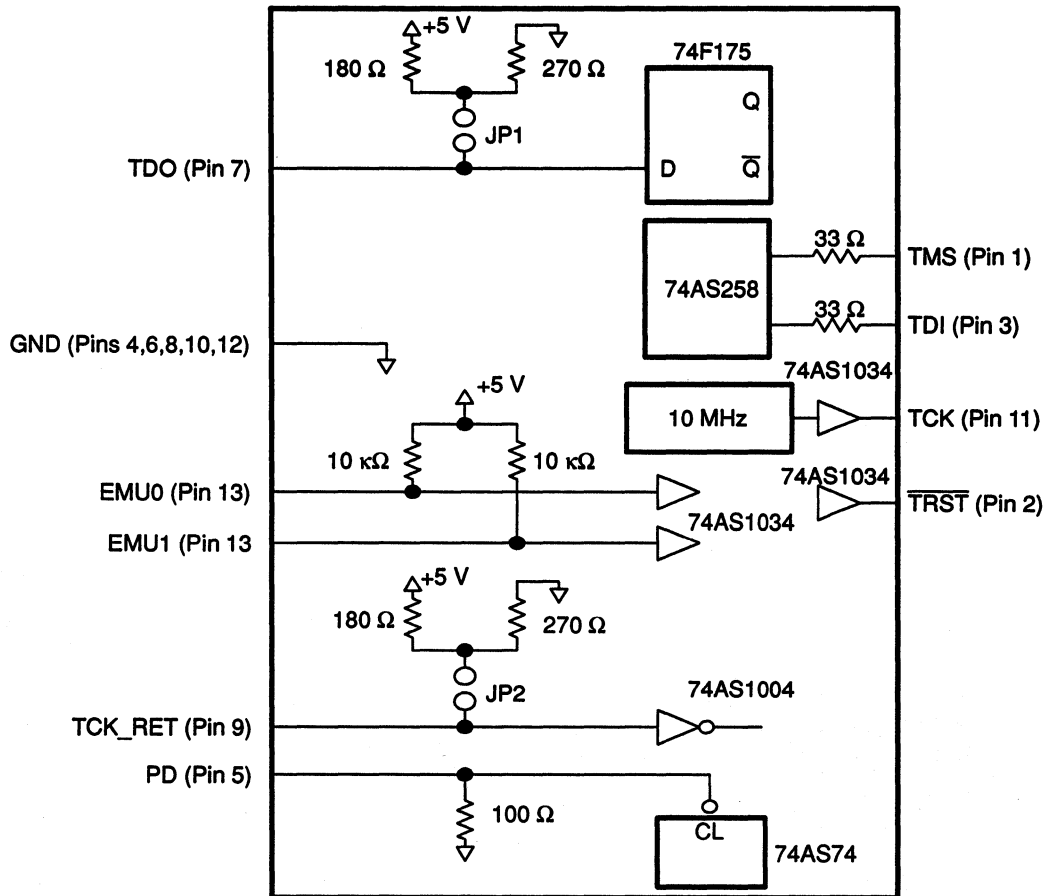 +5 V
180 Ω
270 Ω
74F175
Q
JP1
TDO (Pin 7)
D
Q̅
33 Ω
TMS (Pin 1)
74AS258
33 Ω
TDI (Pin 3)
GND (Pins 4,6,8,10,12)
74AS1034
+5 V
10 MHz
TCK (Pin 11)
10 κΩ
10 κΩ
74AS1034
EMU0 (Pin 13)
T̅R̅S̅T̅ (Pin 2)
74AS1034
EMU1 (Pin 13
+5 V
180 Ω
270 Ω
JP2
74AS1004
TCK_RET (Pin 9)
PD (Pin 5)
100 Ω
CL
74AS74